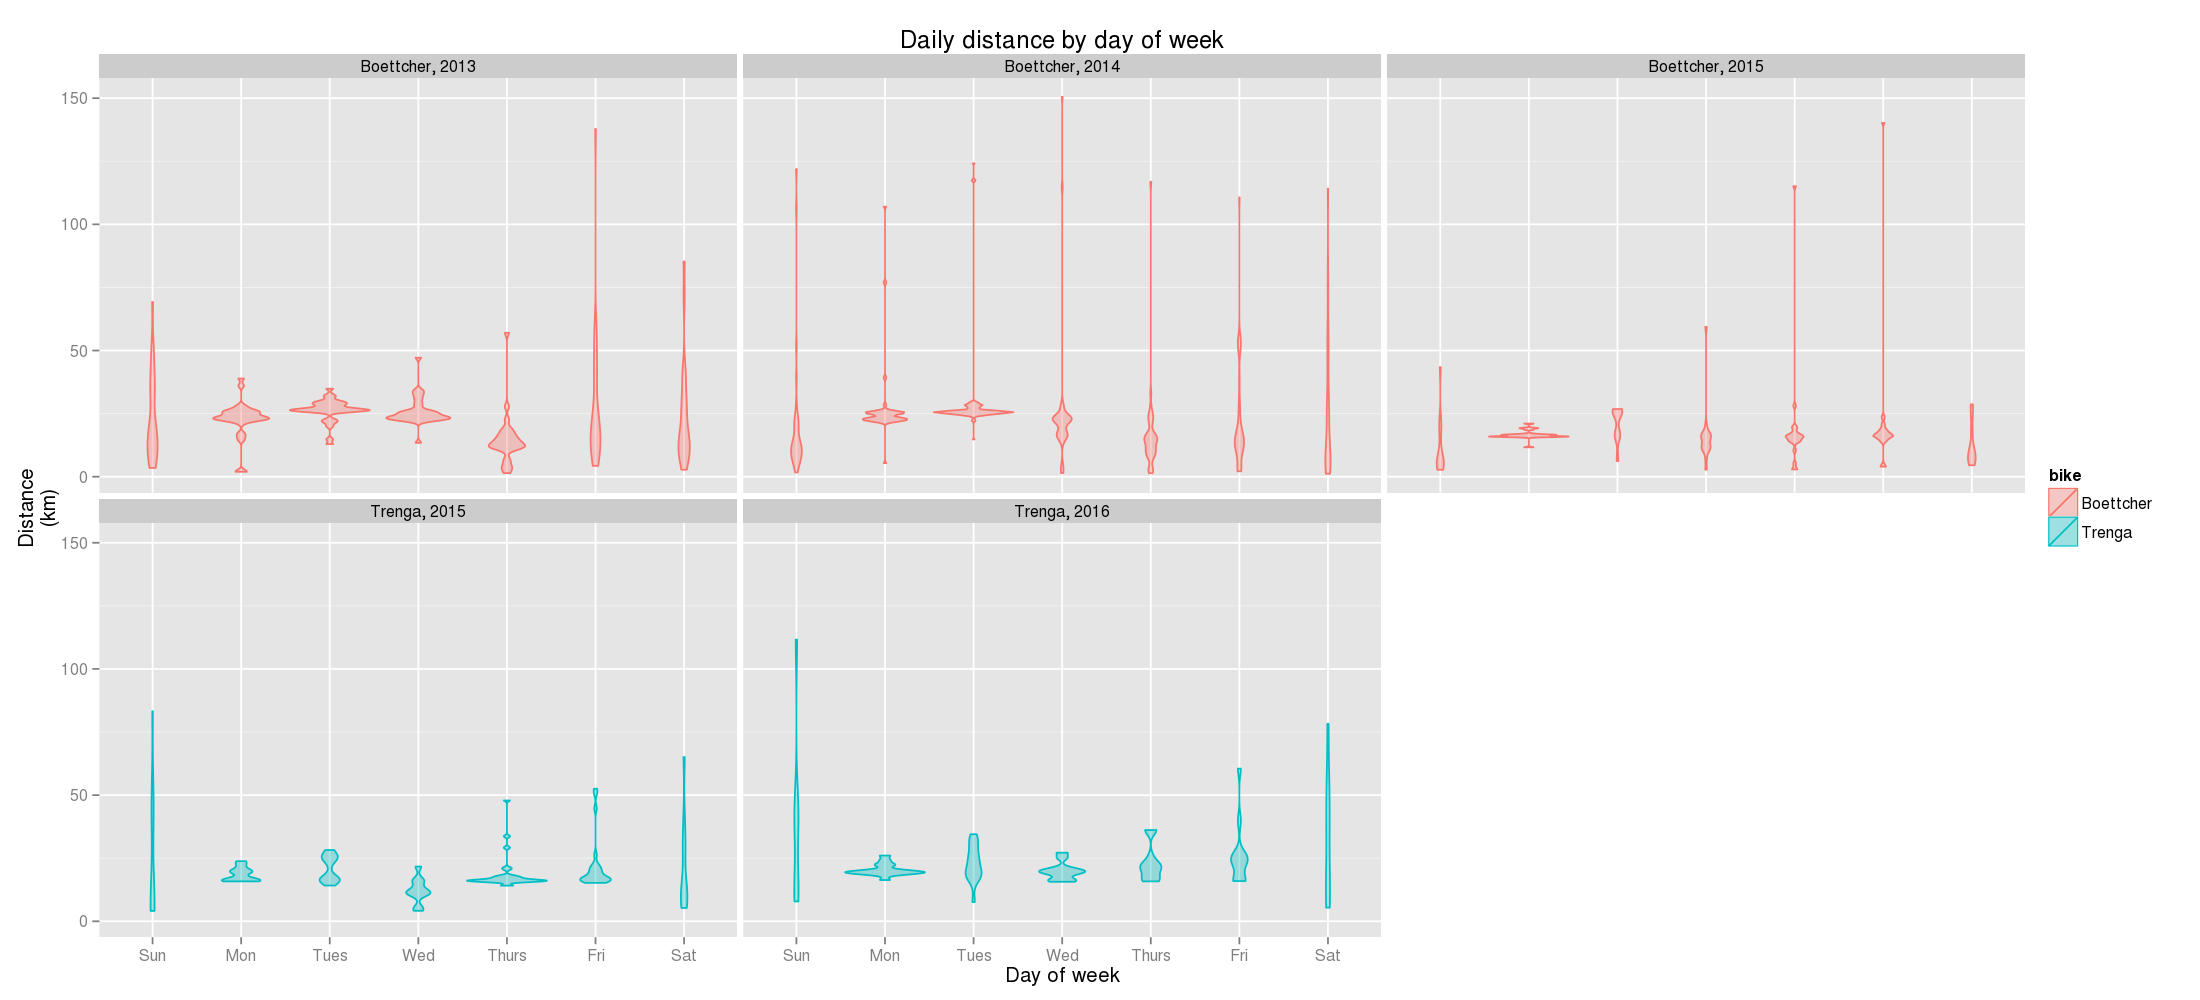 Daily distance by day of week
Boettcher, 2013
Boettcher, 2014
Boettcher, 2015
150
100
50
0
Trenga, 2015
Trenga, 2016
150
100
50
0
Sun Mon Tues Wed Thurs Fri Sat
Sun Mon Tues Wed Thurs Fri Sat
Day of week
Distance
(km)
bike
Boettcher
Trenga